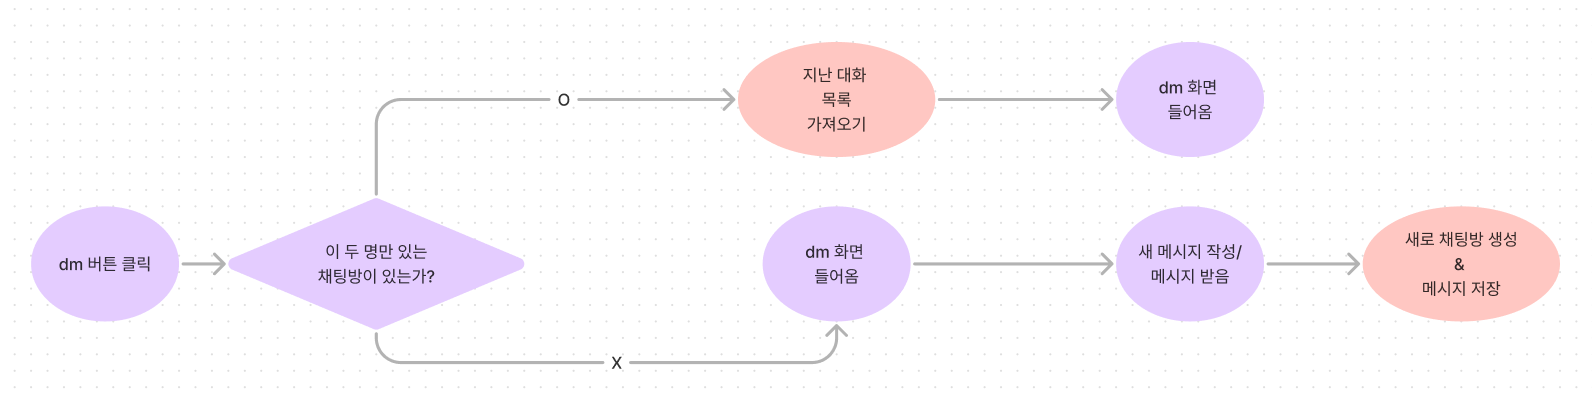 dm 버튼 클릭
이 두 명만 있는
채팅방이 있는가?
O
지난 대화
목록
가져오기
dm 화면
들어옴
X
dm 화면
들어옴
새 메시지 작성/
메시지 받음
새로 채팅방 생성
&
메시지 저장